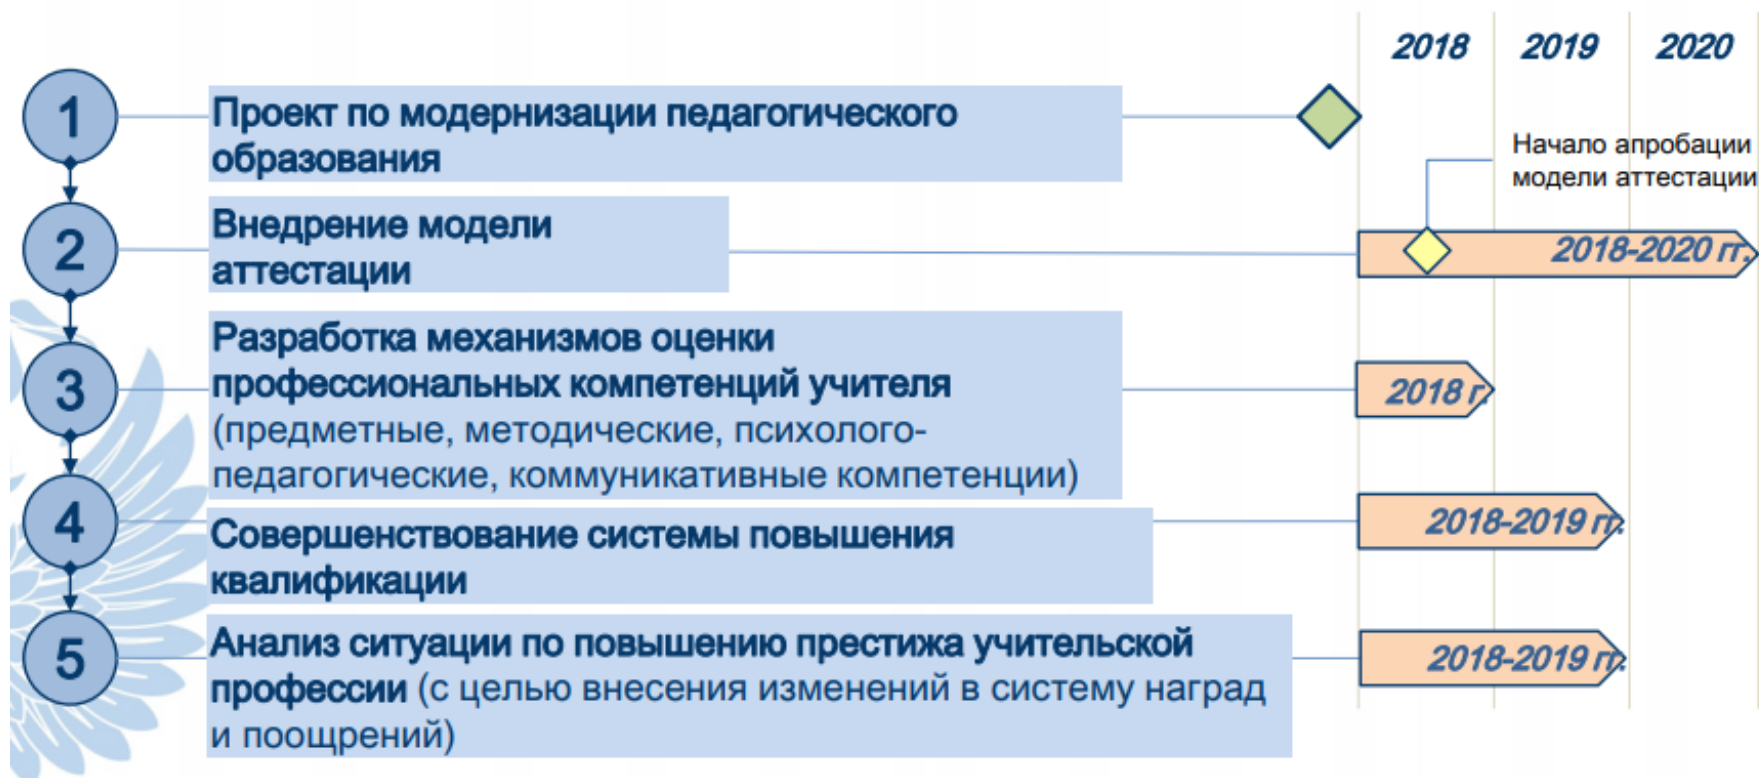 2018 2019 2020
1
Проект по модернизации педагогического
образования
Начало апробации
модели аттестации
2
Внедрение модели
аттестации
2018-2020 гг.
3
Разработка механизмов оценки
профессиональных компетенций учителя
(предметные, методические, психолого-
педагогические, коммуникативные компетенции)
2018 г.
4
Совершенствование системы повышения
квалификации
2018-2019 гг.
5
Анализ ситуации по повышению престижа учительской
профессии (с целью внесения изменений в систему наград
и поощрений)
2018-2019 гг.